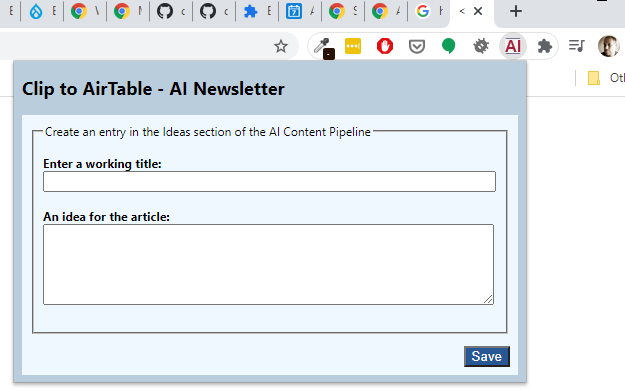 AI
Clip to AirTable - AI Newsletter
Create an entry in the Ideas section of the AI Content Pipeline
Enter a working title:
An idea for the article:
Save